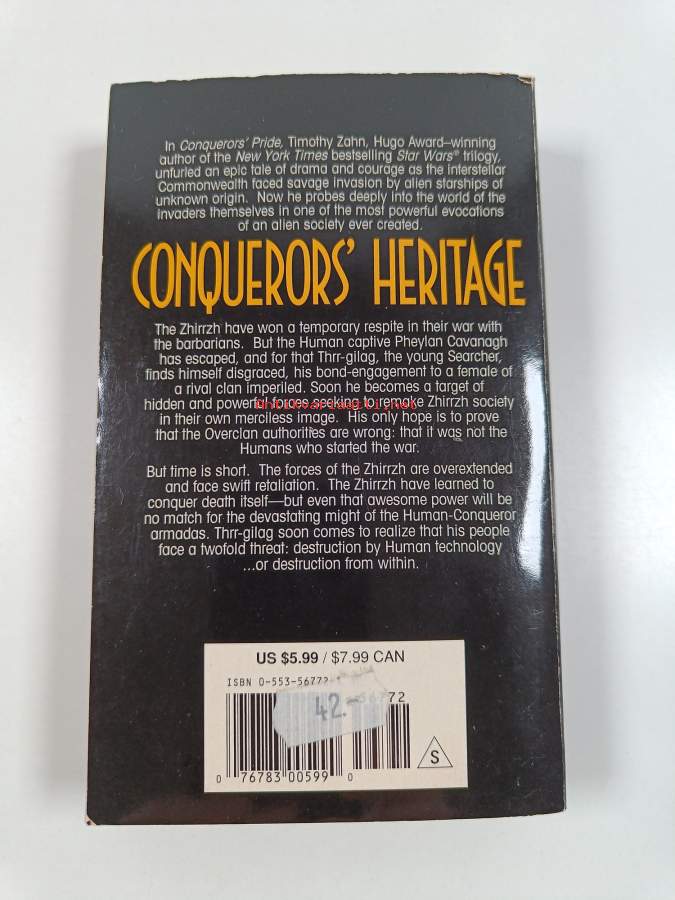 In Conquerors' Pride, Timothy Zahn, Hugo Award–winning
author of the New York Times bestselling Star Wars® trilogy,
unfurled an epic tale of drama and courage as the interstellar
Commonwealth faced savage invasion by alien starships of
unknown origin. Now he probes deeply into the world of the
invaders themselves in one of the most powerful evocations
of an alien society ever created.
CONQUERORS' HERITAGE
The Zhirrzh have won a temporary respite in their war with
the barbarians. But the Human captive Pheylan Cavanagh
has escaped, and for that Thrr-gilag, the young Searcher,
finds himself disgraced, his bond-engagement to a female of
a rival clan imperiled. Soon he becomes a target of
hidden and powerful forces seeking to remake Zhirrzh society
in their own merciless image. His only hope is to prove
that the Overclan authorities are wrong: that it was not the
Humans who started the war.
But time is short. The forces of the Zhirrzh are overextended
and face swift retaliation. The Zhirrzh have learned to
conquer death itself—but even that awesome power will be
no match for the devastating might of the Human-Conqueror
armadas. Thrr-gilag soon comes to realize that his people
face a twofold threat: destruction by Human technology
...or destruction from within.
US $5.99 / $7.99 CAN
ISBN 0-553-56772
42.-
56772
0 76783 00599 0
S